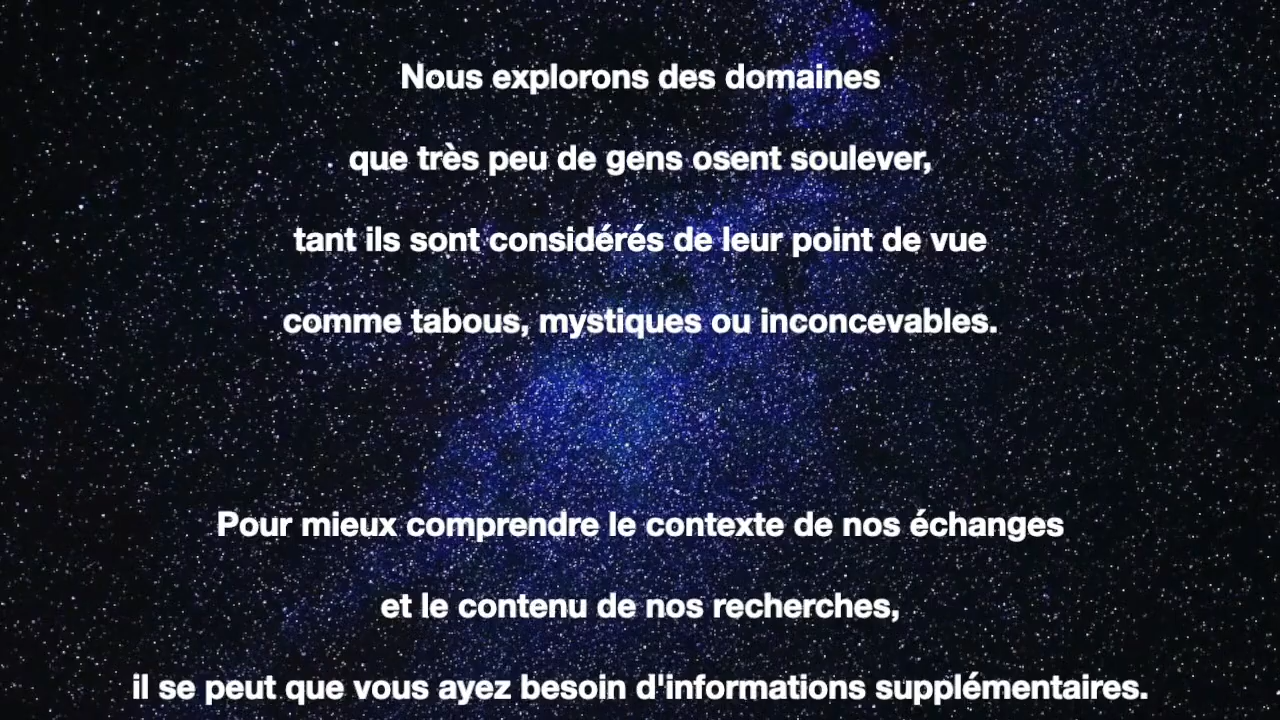 Nous explorons des domaines
que très peu de gens osent soulever,
tant ils sont considérés de leur point de vue
comme tabous, mystiques ou inconcevables.
Pour mieux comprendre le contexte de nos échanges
et le contenu de nos recherches,
il se peut que vous ayez besoin d'informations supplémentaires.